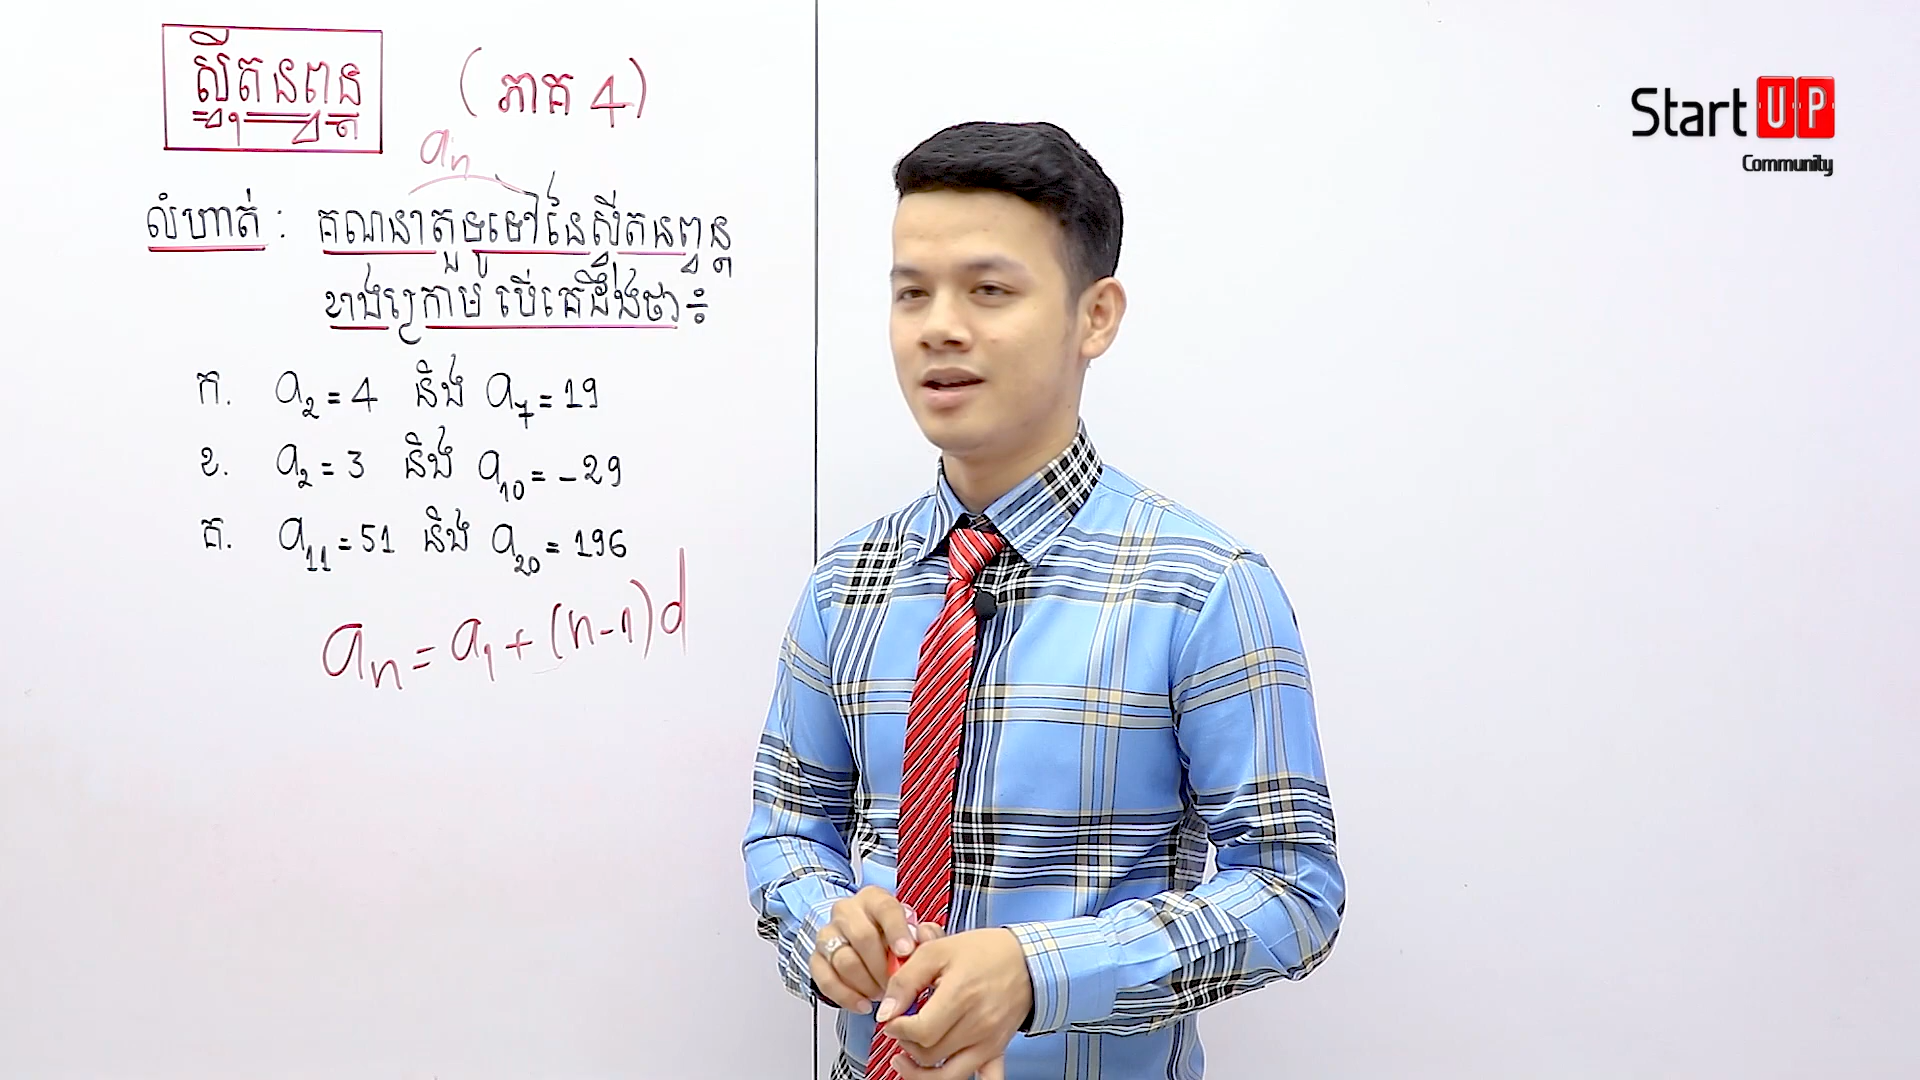 ស្វ៊ីតនព្វន្ត
(ភាគ 4)
aₙ
លំហាត់ : គណនាតួទូទៅនៃស្វ៊ីតនព្វន្ត
ខាងក្រោម បើគេដឹងថា ÷
ក. a₂ = 4 និង a₇ = 19
ខ. a₂ = 3 និង a₁₀ = -29
គ. a₁₁ = 51 និង a₂₀ = 196
aₙ = a₁ + (n-1)d
StartUP
Community